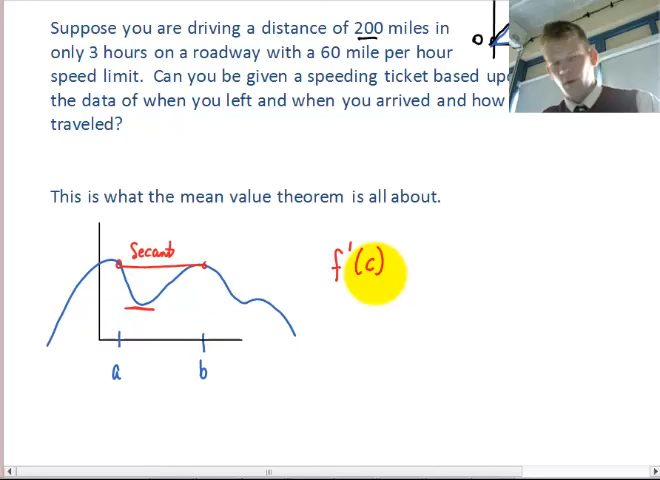 Suppose you are driving a distance of 200 miles in
only 3 hours on a roadway with a 60 mile per hour
speed limit. Can you be given a speeding ticket based
the data of when you left and when you arrived and how
traveled?
0
This is what the mean value theorem is all about.
Secant
f'(c)
a b